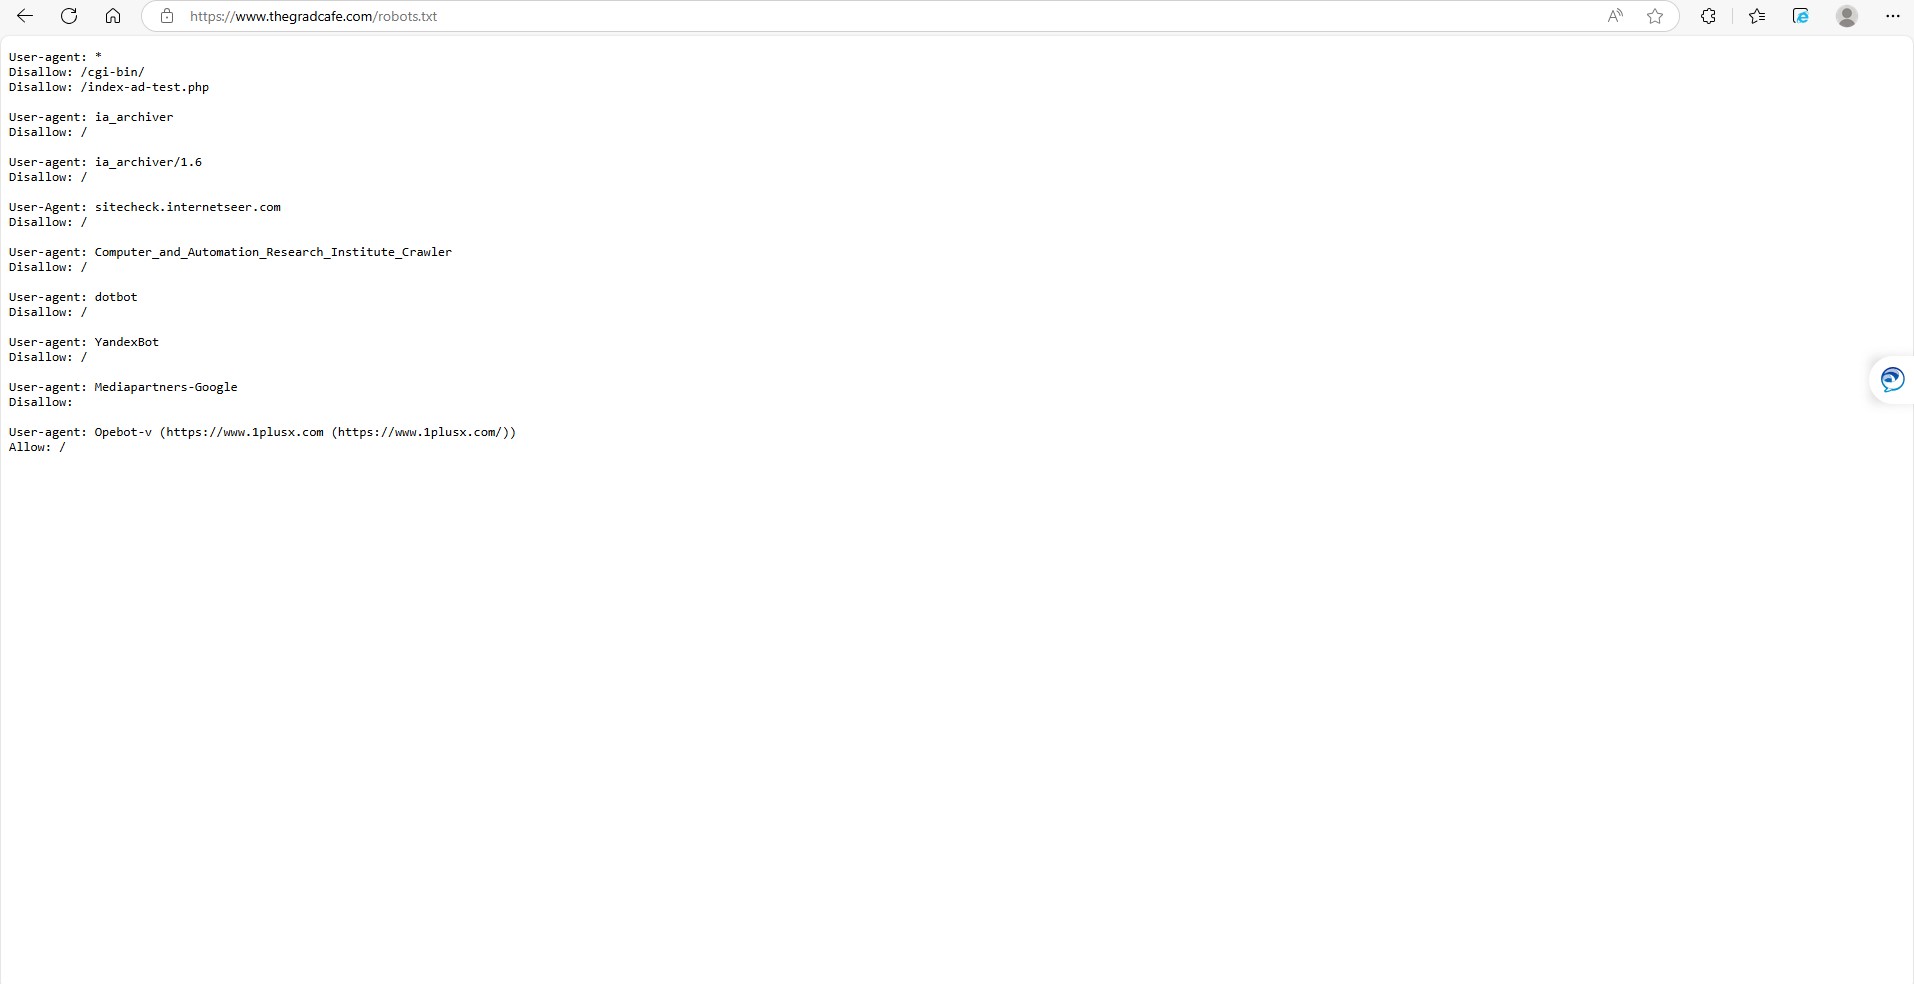 https://www.thegradcafe.com/robots.txt
User-agent: *
Disallow: /cgi-bin/
Disallow: /index-ad-test.php
User-agent: ia_archiver
Disallow: /
User-agent: ia_archiver/1.6
Disallow: /
User-Agent: sitecheck.internetseer.com
Disallow: /
User-agent: Computer_and_Automation_Research_Institute_Crawler
Disallow: /
User-agent: dotbot
Disallow: /
User-agent: YandexBot
Disallow: /
User-agent: Mediapartners-Google
Disallow:
User-agent: Opebot-v (https://www.1plusx.com (https://www.1plusx.com/))
Allow: /